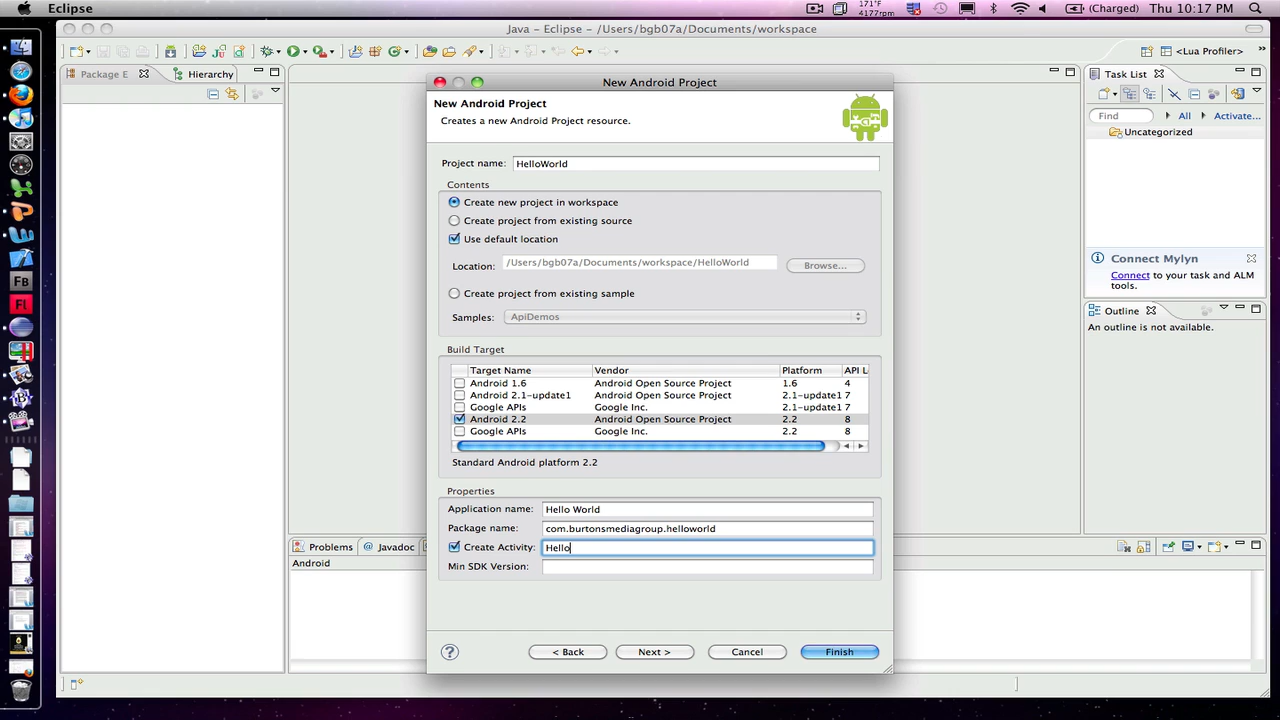 Eclipse
171°F
4177rpm
(Charged)
Thu 10:17 PM
Java – Eclipse – /Users/bgb07a/Documents/workspace
<Lua Profiler>
Package E
Hierarchy
New Android Project
New Android Project
Creates a new Android Project resource.
Project name:
HelloWorld
Contents
Create new project in workspace
Create project from existing source
Use default location
Location:
/Users/bgb07a/Documents/workspace/HelloWorld
Browse...
Create project from existing sample
Samples:
ApiDemos
Build Target
Target Name Vendor Platform API L
Android 1.6 Android Open Source Project 1.6 4
Android 2.1-update1 Android Open Source Project 2.1-update1 7
Google APIs Google Inc. 2.1-update1 7
Android 2.2 Android Open Source Project 2.2 8
Google APIs Google Inc. 2.2 8
Standard Android platform 2.2
Properties
Application name: Hello World
Package name: com.burtonsmediagroup.helloworld
Create Activity: Hello
Min SDK Version:
< Back
Next >
Cancel
Finish
Task List
Find
All
Activate...
Uncategorized
Connect Mylyn
Connect to your task and ALM
tools.
Outline
An outline is not available.
Problems
Javadoc
Android
FB
Fl